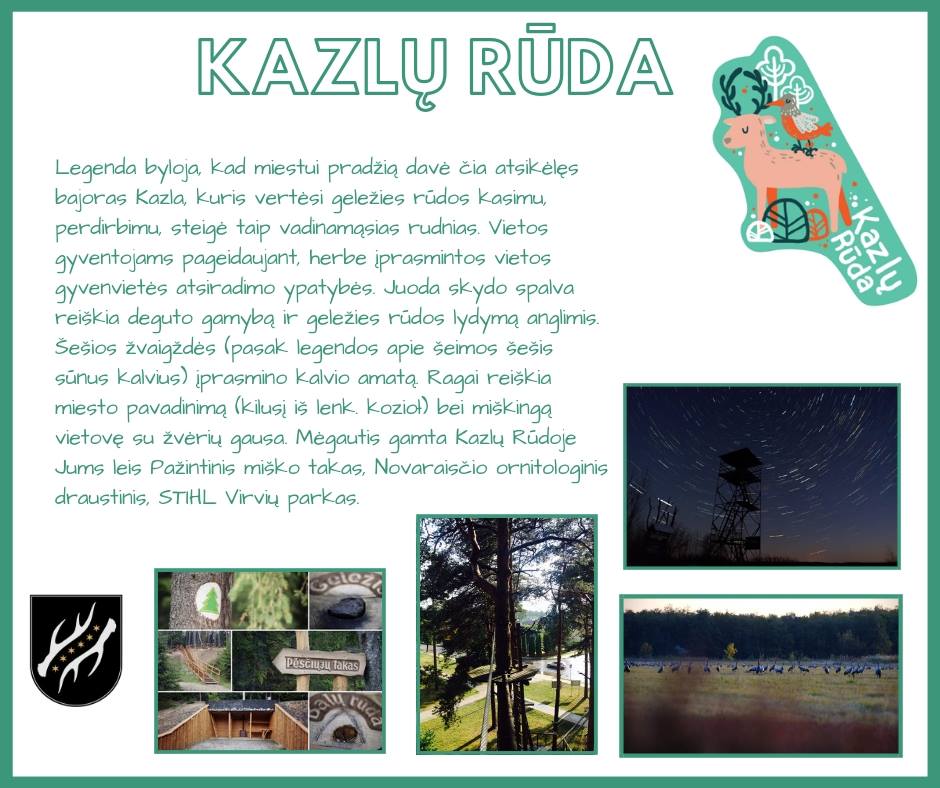 KAZLŲ RŪDA
Legenda byloja, kad miestui pradžią davė čia atsikėlęs
bajoras Kazla, kuris vertėsi geležies rūdos kasimu,
perdirbimu, steigė taip vadinamąsias rudnias. Vietos
gyventojams pageidaujant, herbe įprasmintos vietos
gyvenvietės atsiradimo ypatybės. Juoda skydo spalva
reiškia deguto gamybą ir geležies rūdos lydymą anglimis.
Šešios žvaigždės (pasak legendos apie šeimos šešis
sūnus kalvius) įprasmino kalvio amatą. Ragai reiškia
miesto pavadinimą (kilusį iš lenk. kozioł) bei miškingą
vietovę su žvėrių gausa. Mėgautis gamta Kazlų Rūdoje
Jums leis Pažintinis miško takas, Novaraisčio ornitologinis
draustinis, STIHL Virvių parkas.
Kazlų
Rūda
Pėsčiųjų takas
Balų rūda